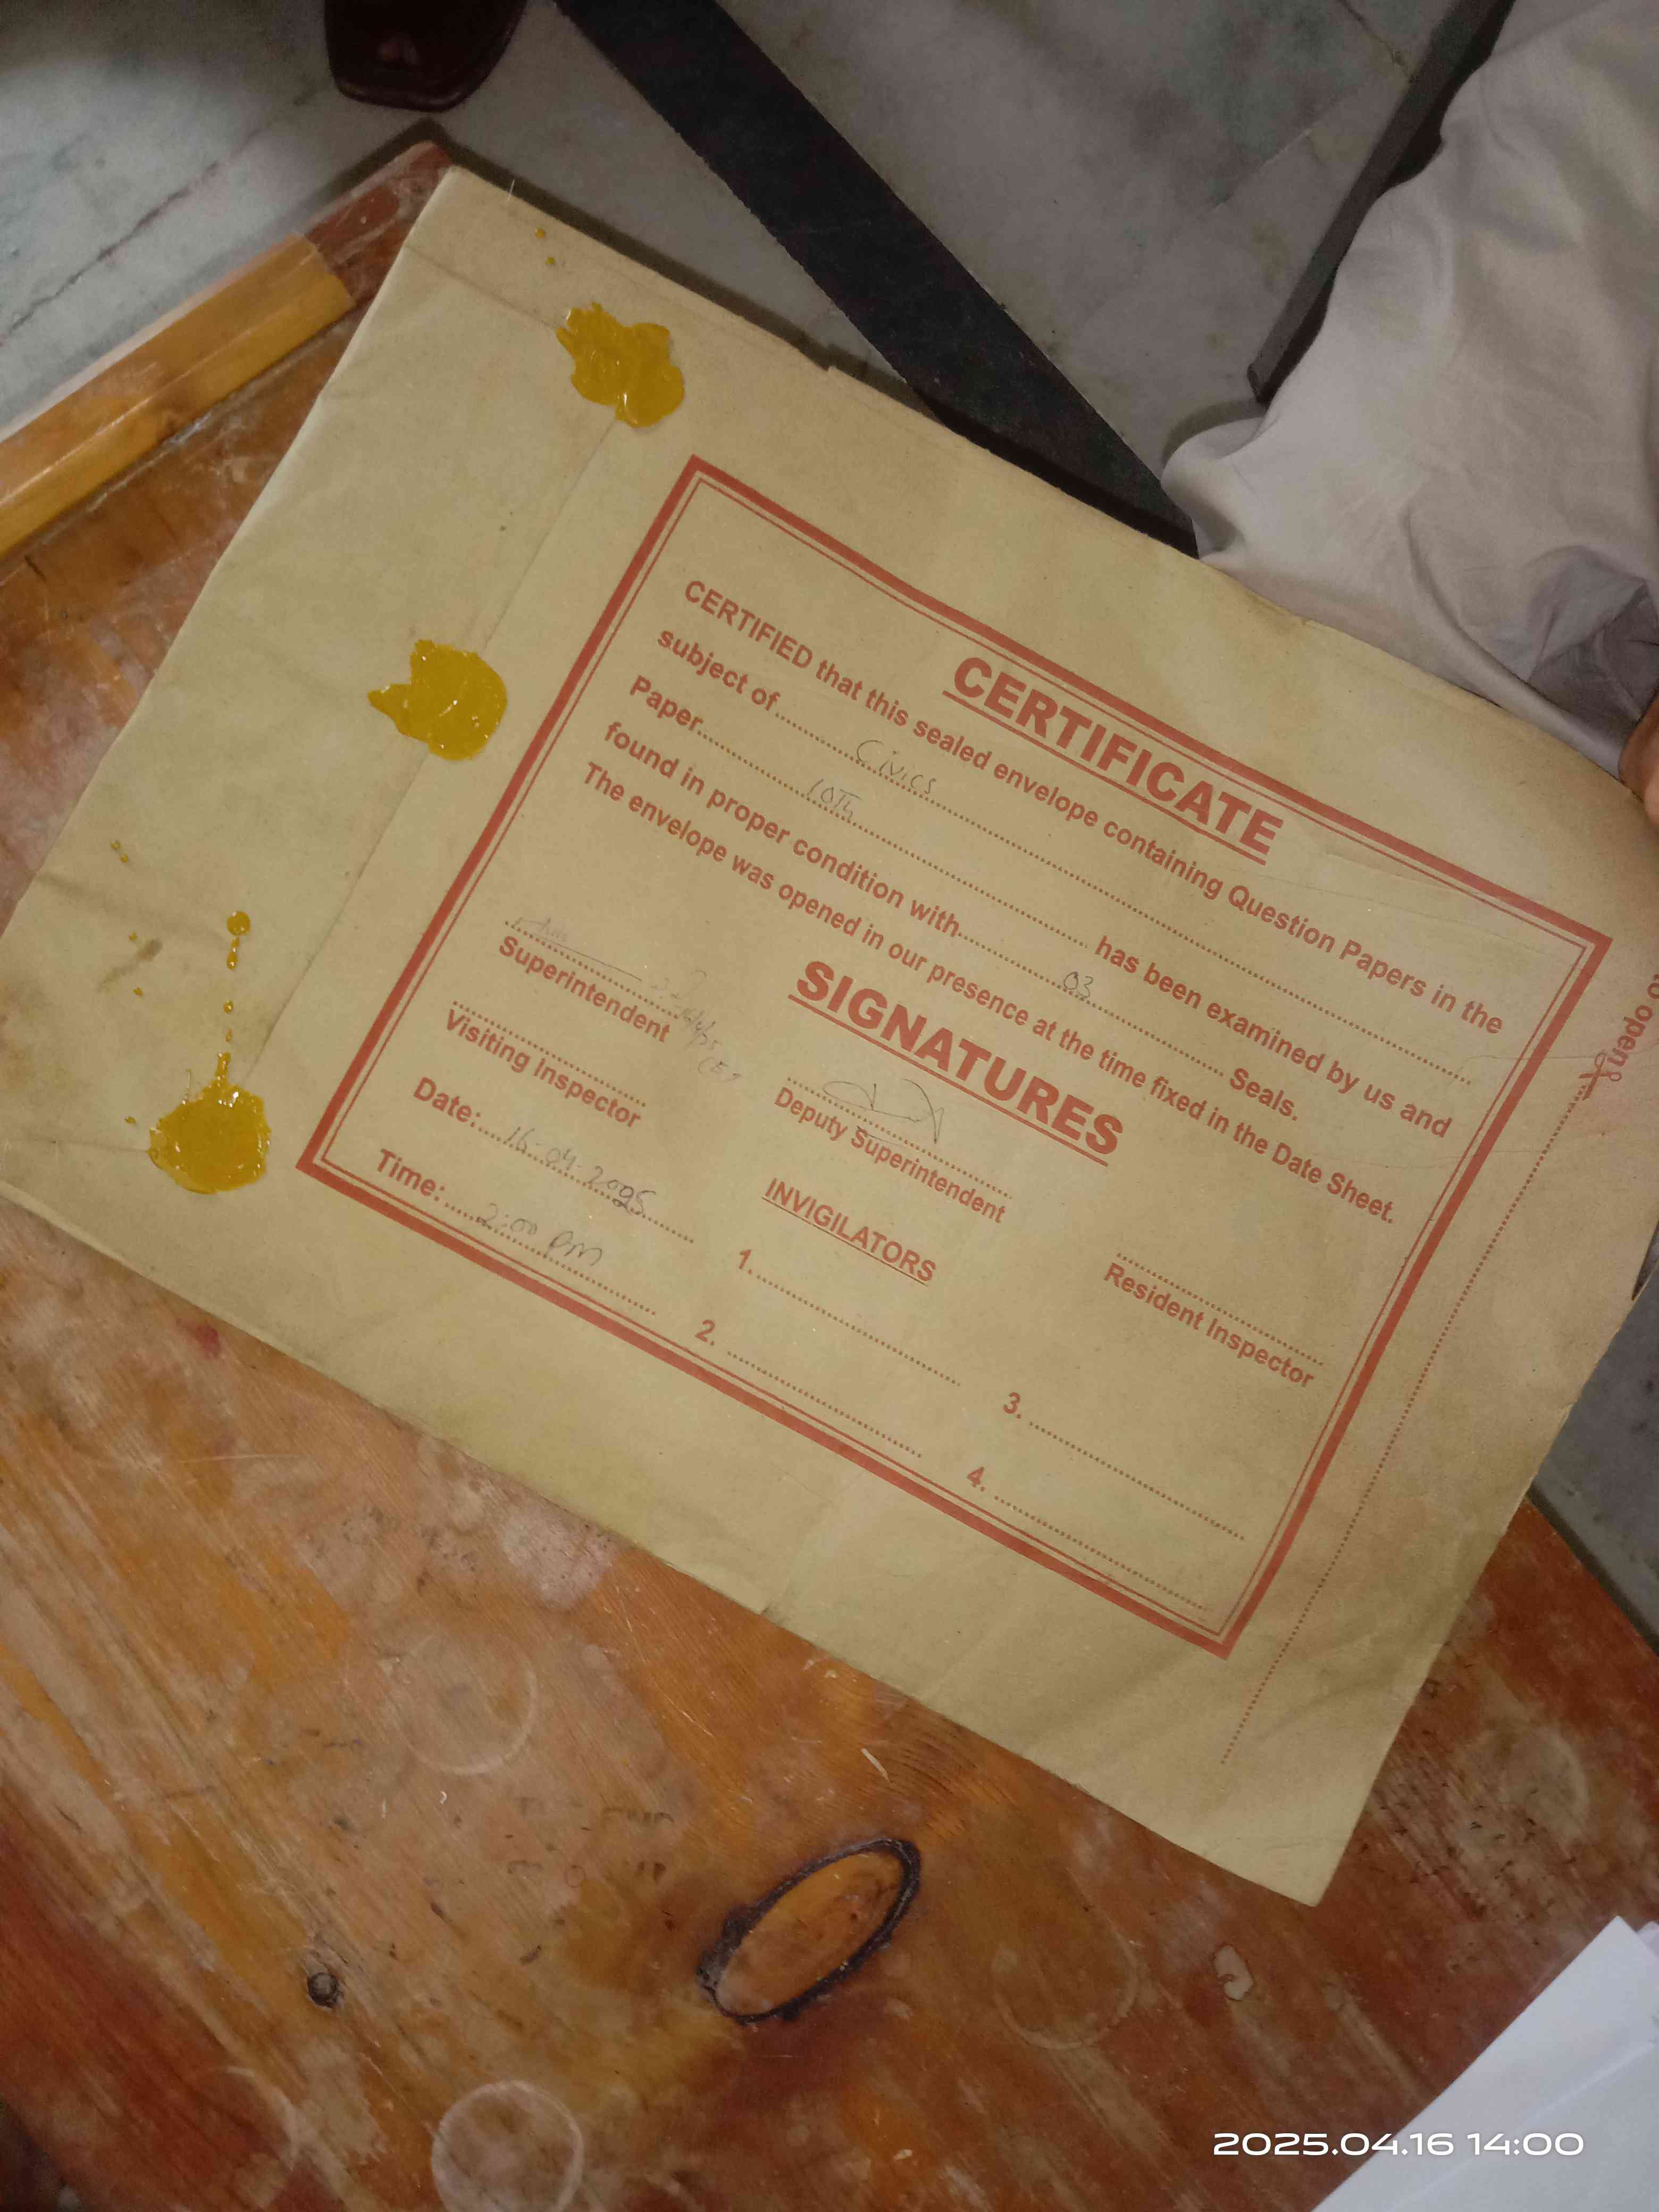 CERTIFICATE
CERTIFIED that this sealed envelope containing Question Papers in the
subject of Civics
Paper 10th has been examined by us and
found in proper condition with 03 Seals.
The envelope was opened in our presence at the time fixed in the Date Sheet.
SIGNATURES
Superintendent
Deputy Superintendent
Resident Inspector
Visiting Inspector
INVIGILATORS
Date: 16-04-2025
Time: 2:00 pm
1.
2.
3.
4.
open
2025.04.16 14:00